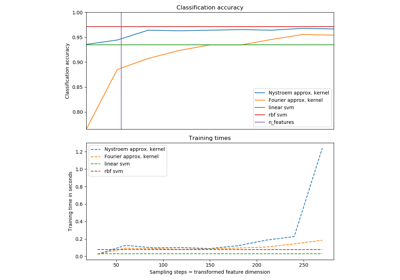 Classification accuracy
1.00
0.95
0.90
0.85
0.80
Classification accuracy
Nystroem approx. kernel
Fourier approx. kernel
linear svm
rbf svm
n_features
Training times
1.2
1.0
0.8
0.6
0.4
0.2
0.0
Training time in seconds
Nystroem approx. kernel
Fourier approx. kernel
linear svm
rbf svm
50
100
150
200
250
Sampling steps = transformed feature dimension